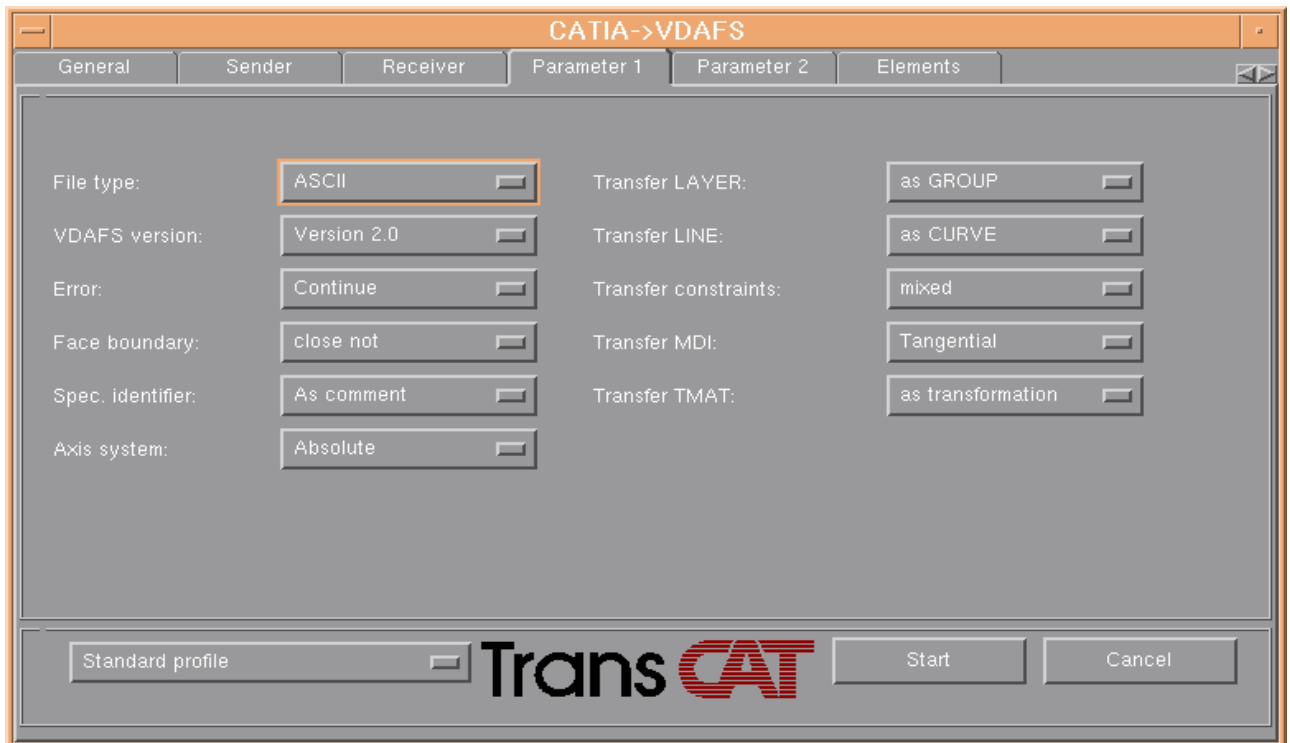 CATIA->VDAFS
General Sender Receiver Parameter 1 Parameter 2 Elements
File type: ASCII Transfer LAYER: as GROUP
VDAFS version: Version 2.0 Transfer LINE: as CURVE
Error: Continue Transfer constraints: mixed
Face boundary: close not Transfer MDI: Tangential
Spec. identifier: As comment Transfer TMAT: as transformation
Axis system: Absolute
Standard profile Trans CAT Start Cancel